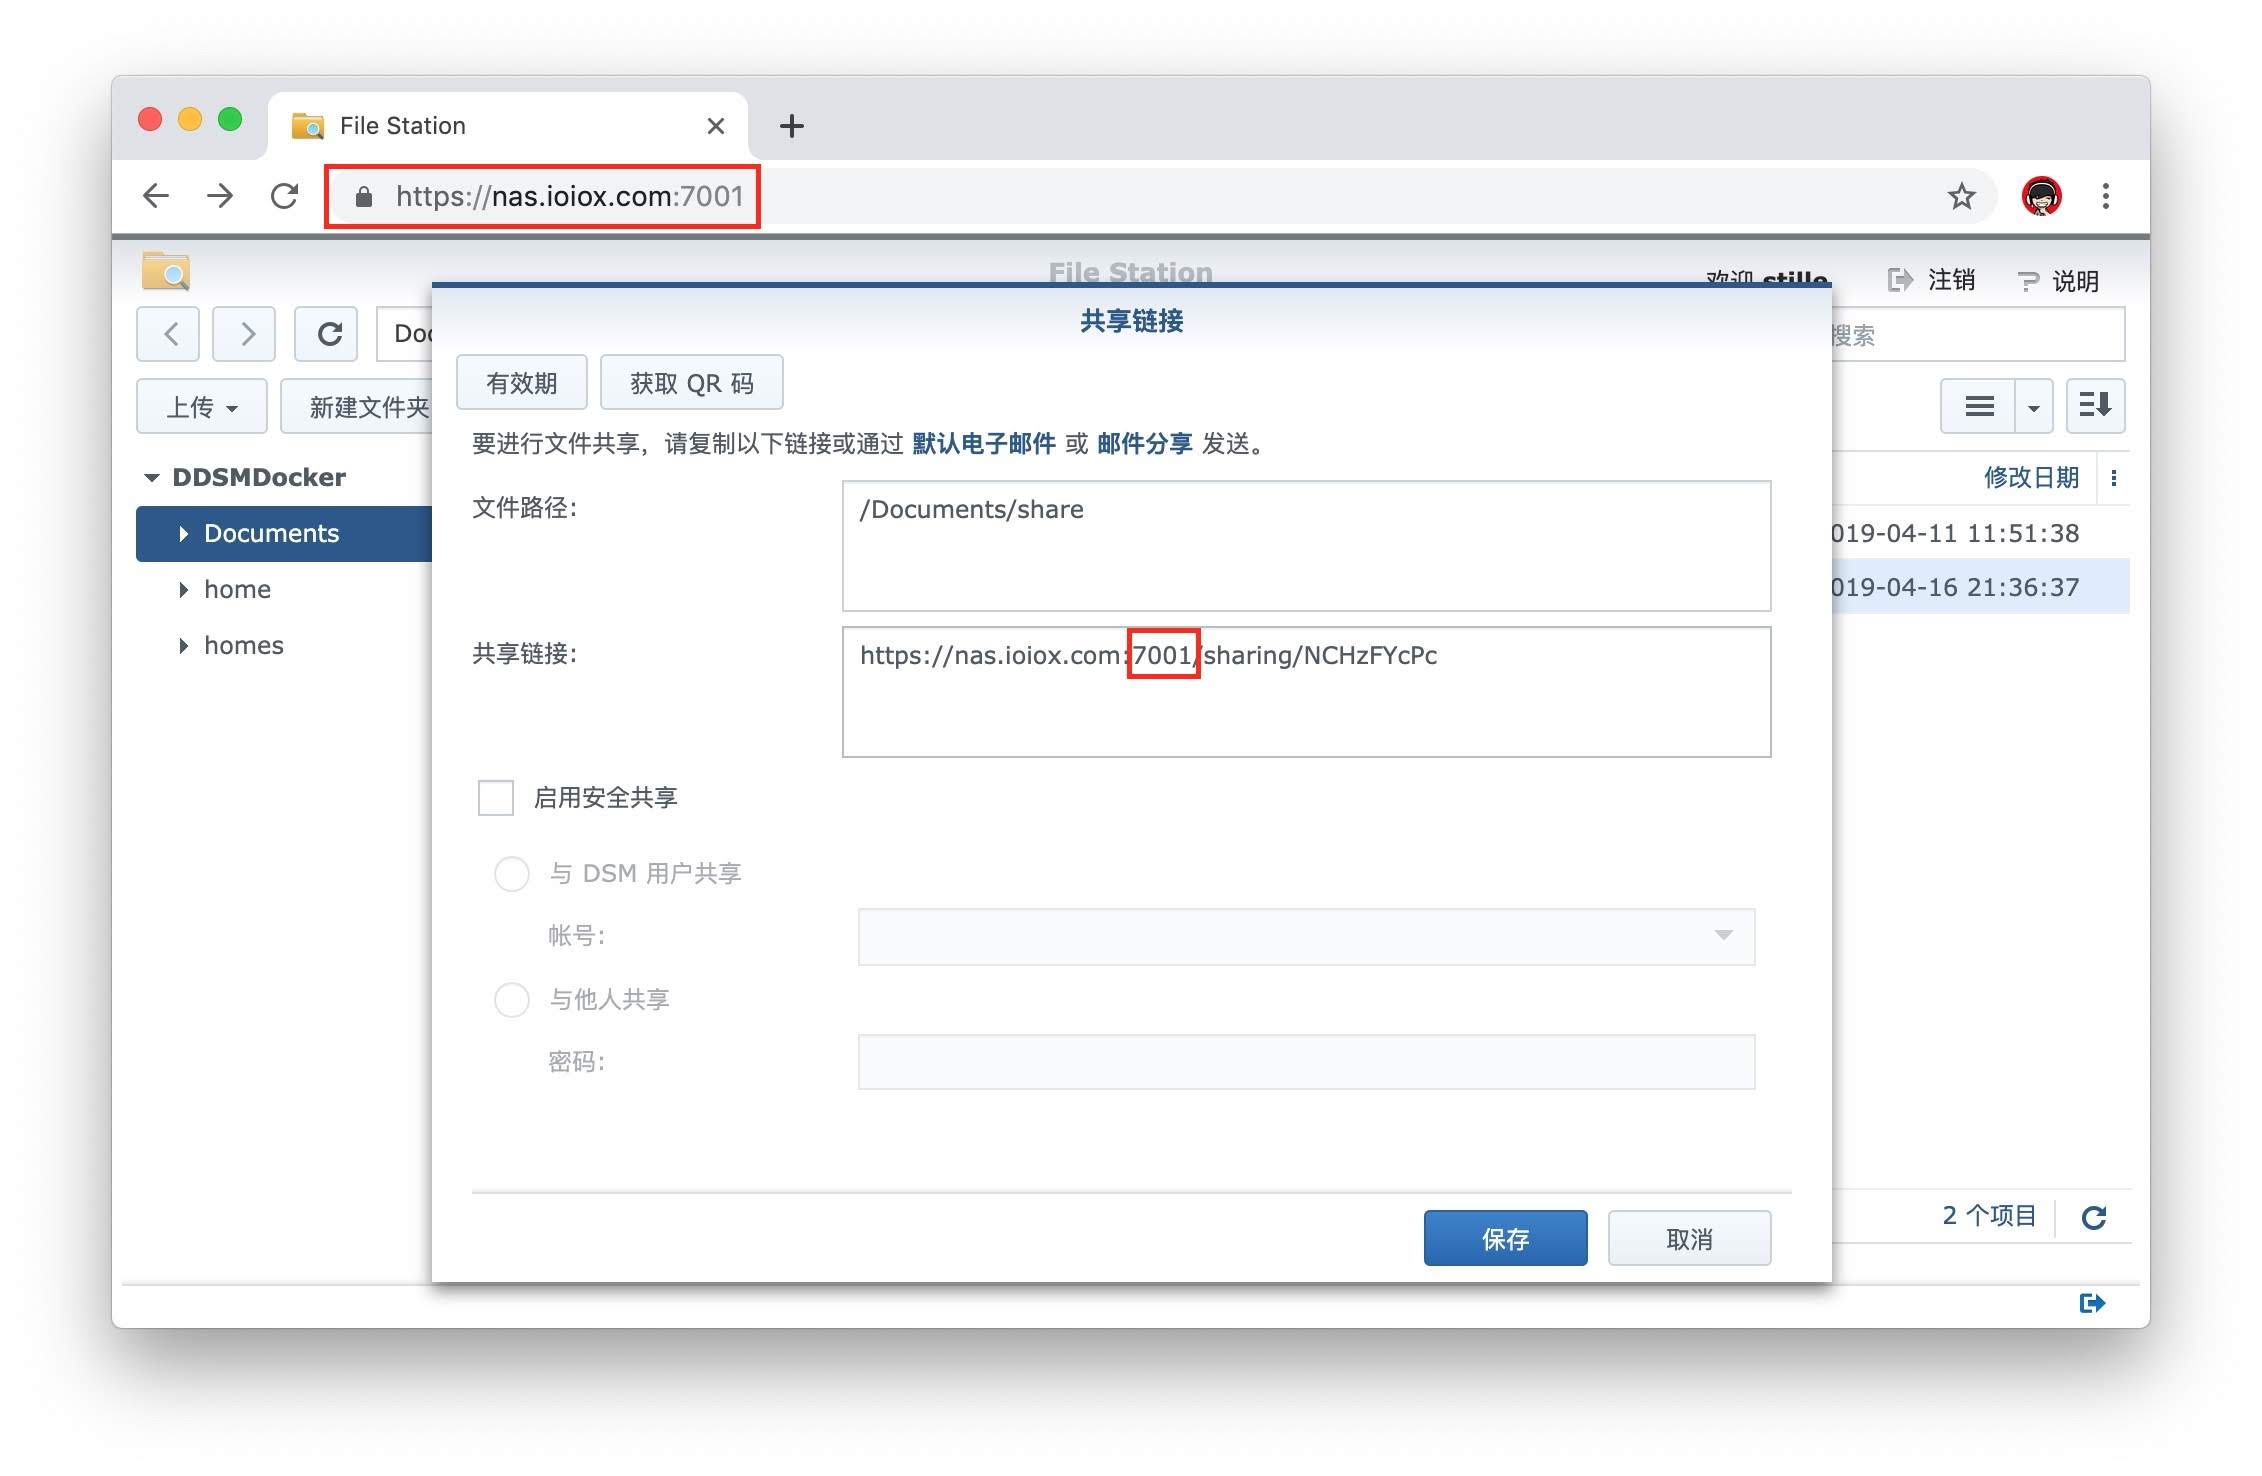 File Station
https://nas.ioiox.com:7001
File Station
欢迎 stille
注销
说明
搜索
上传
新建文件夹
DDSMDocker
Documents
home
homes
修改日期
019-04-11 11:51:38
019-04-16 21:36:37
2 个项目
共享链接
有效期
获取 QR 码
要进行文件共享，请复制以下链接或通过 默认电子邮件 或 邮件分享 发送。
文件路径:
/Documents/share
共享链接:
https://nas.ioiox.com:7001/sharing/NCHzFYcPc
启用安全共享
与 DSM 用户共享
帐号:
与他人共享
密码:
保存
取消